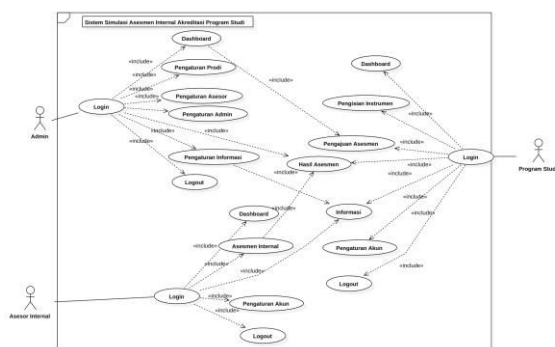 Sistem Simulasi Asesmen Internal Akreditasi Program Studi
Dashboard
«include»
Pengaturan Prodi
«include»
«include»
Dashboard
«include»
«include»
Pengaturan Asesor
«include»
Pengisian Instrumen
Login
Pengaturan Admin
«include»
Admin
«include»
«include»
Pengajuan Asesmen
«include»
«include»
Pengaturan Informasi
Hasil Asesmen
«include»
Login
Program Studi
«include»
Logout
«include»
«include»
Dashboard
«include»
Informasi
«include»
«include»
Asesmen Internal
«include»
Pengaturan Akun
«include»
«include»
Logout
Login
«include»
Pengaturan Akun
Asesor Internal
«include»
Logout